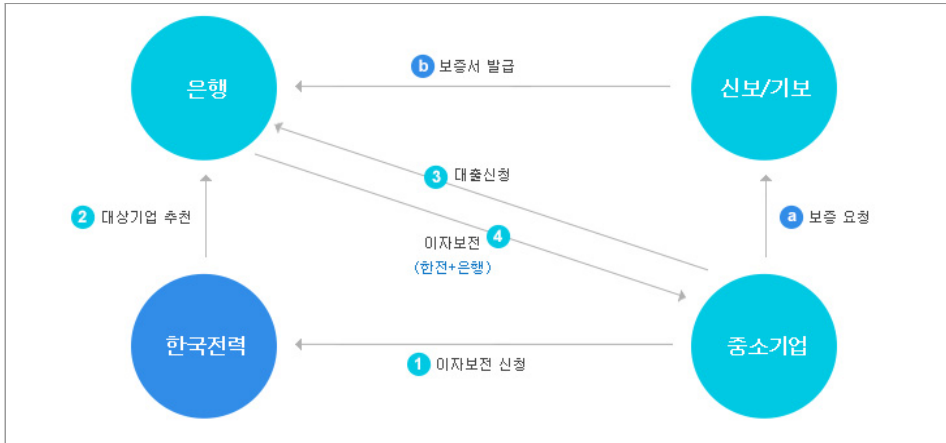 은행
b 보증서 발급
신보/기보
3 대출신청
2 대상기업 추천
a 보증 요청
이자보전 4
(한전+은행)
한국전력
중소기업
1 이자보전 신청